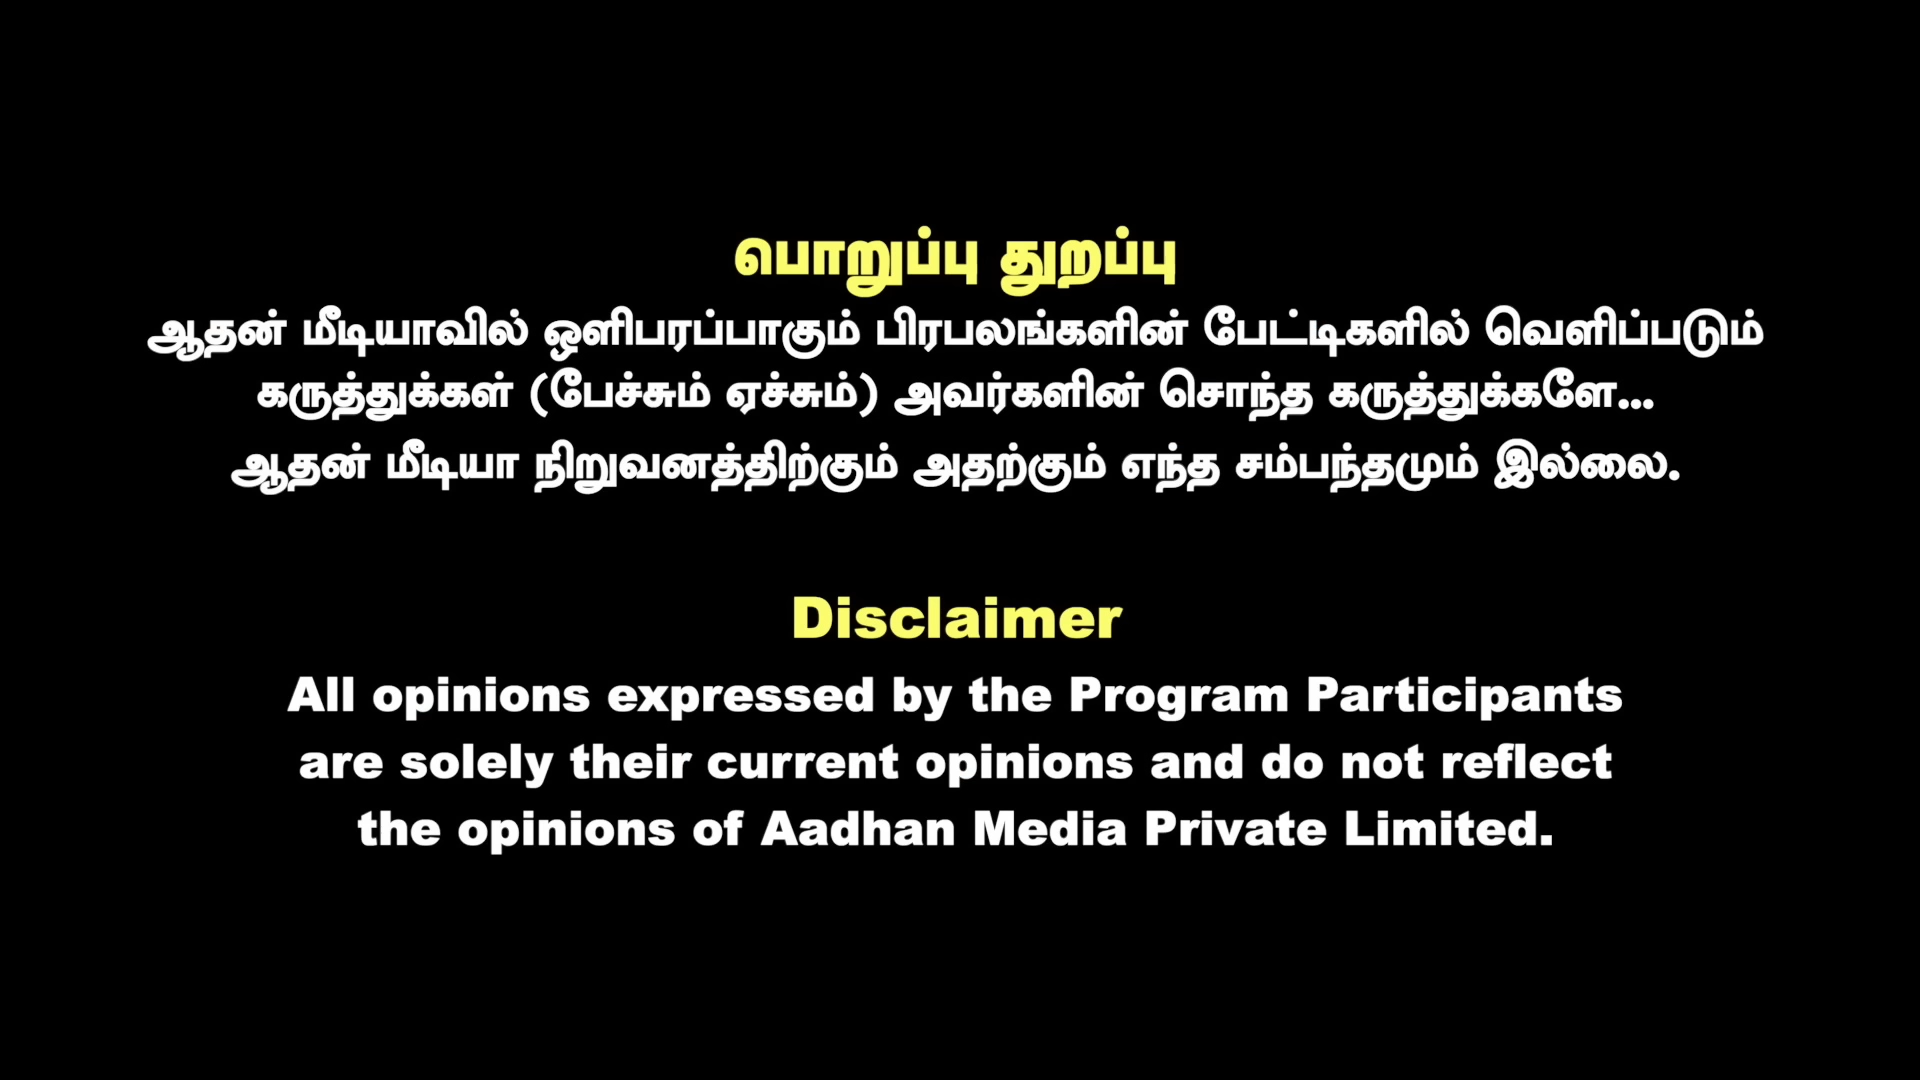 பொறுப்பு துறப்பு
ஆதன் மீடியாவில் ஒளிபரப்பாகும் பிரபலங்களின் பேட்டிகளில் வெளிப்படும்
கருத்துக்கள் (பேச்சும் ஏச்சும்) அவர்களின் சொந்த கருத்துக்களே...
ஆதன் மீடியா நிறுவனத்திற்கும் அதற்கும் எந்த சம்பந்தமும் இல்லை.
Disclaimer
All opinions expressed by the Program Participants
are solely their current opinions and do not reflect
the opinions of Aadhan Media Private Limited.